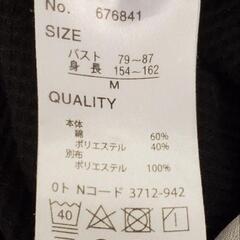 No. 676841
SIZE
バスト 79~87
身長 154~162
M
QUALITY
本体
綿 60%
ポリエステル 40%
別布
ポリエステル 100%
0ト Nコード 3712-942
40